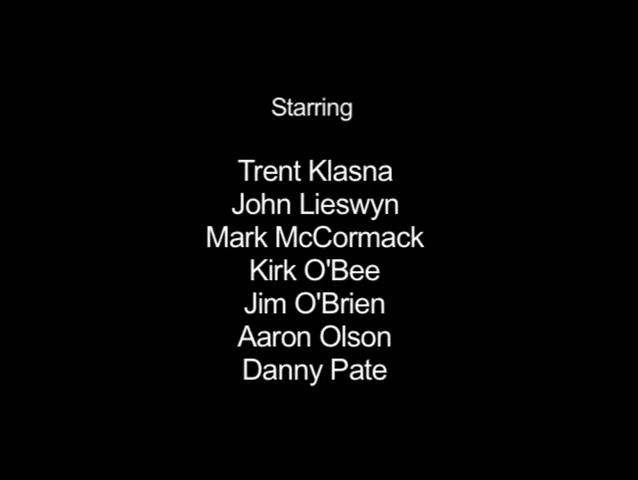 Starring
Trent Klasna
John Lieswyn
Mark McCormack
Kirk O'Bee
Jim O'Brien
Aaron Olson
Danny Pate